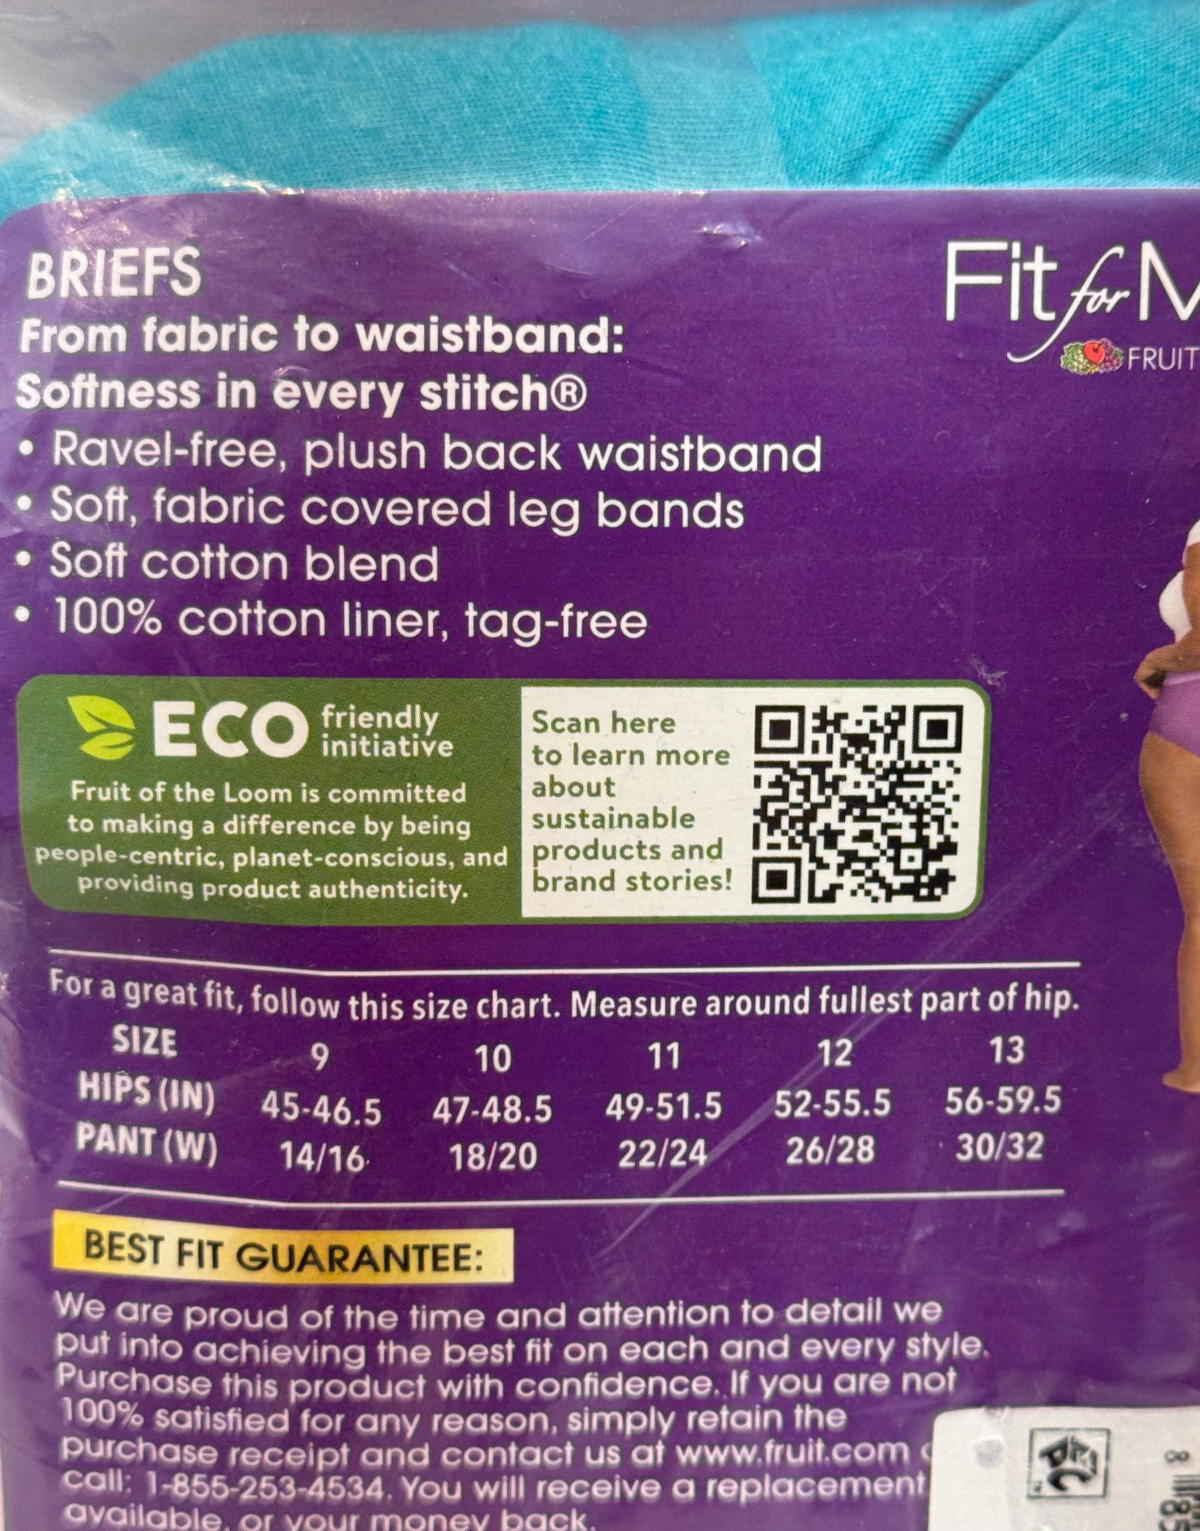 BRIEFS
From fabric to waistband:
Softness in every stitch®
• Ravel-free, plush back waistband
• Soft, fabric covered leg bands
• Soft cotton blend
• 100% cotton liner, tag-free
Fit for M
FRUIT
ECO friendly initiative
Fruit of the Loom is committed
to making a difference by being
people-centric, planet-conscious, and
providing product authenticity.
Scan here
to learn more
about
sustainable
products and
brand stories!
For a great fit, follow this size chart. Measure around fullest part of hip.
SIZE 9 10 11 12 13
HIPS (IN) 45-46.5 47-48.5 49-51.5 52-55.5 56-59.5
PANT (W) 14/16 18/20 22/24 26/28 30/32
BEST FIT GUARANTEE:
We are proud of the time and attention to detail we
put into achieving the best fit on each and every style.
Purchase this product with confidence. If you are not
100% satisfied for any reason, simply retain the
purchase receipt and contact us at www.fruit.com
call: 1-855-253-4534. You will receive a replacement
available, or your money back.